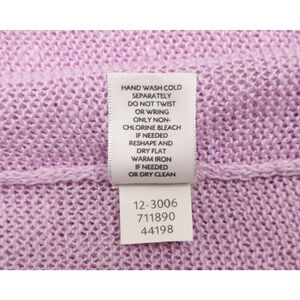 HAND WASH COLD
SEPARATELY
DO NOT TWIST
OR WRING
ONLY NON-
CHLORINE BLEACH
IF NEEDED
RESHAPE AND
DRY FLAT
WARM IRON
IF NEEDED
OR DRY CLEAN
12-3006
711890
44198